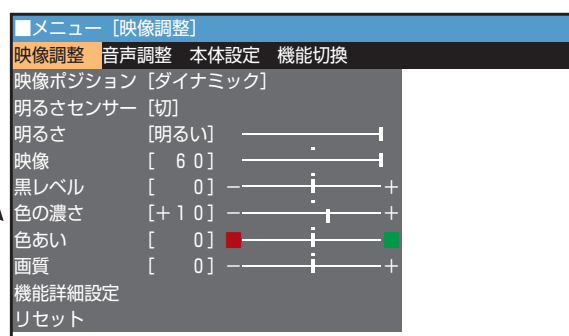 ■メニュー［映像調整］
映像調整 音声調整 本体設定 機能切換
映像ポジション［ダイナミック］
明るさセンサー［切］
明るさ ［明るい］
映像 ［ 60］
黒レベル ［ 0］ － ＋
色の濃さ ［＋10］ － ＋
色あい ［ 0］
画質 ［ 0］ － ＋
機能詳細設定
リセット